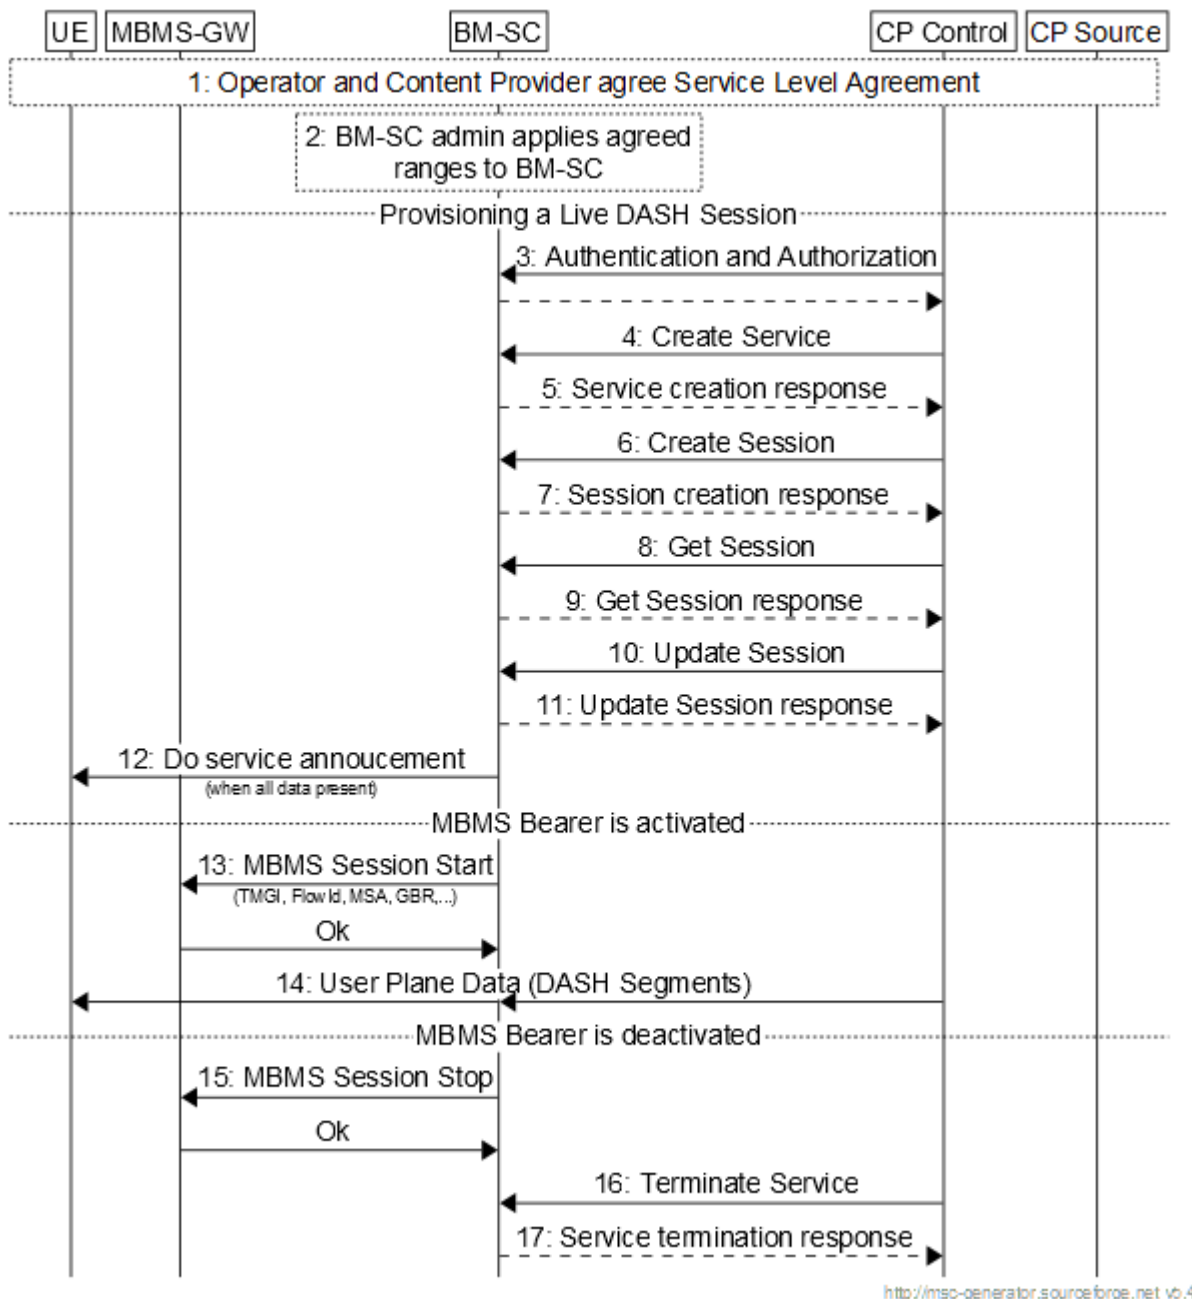 UE MBMS-GW BM-SC CP Control CP Source
1: Operator and Content Provider agree Service Level Agreement
2: BM-SC admin applies agreed
ranges to BM-SC
Provisioning a Live DASH Session
3: Authentication and Authorization
4: Create Service
5: Service creation response
6: Create Session
7: Session creation response
8: Get Session
9: Get Session response
10: Update Session
11: Update Session response
12: Do service annoucement
(when all data present)
MBMS Bearer is activated
13: MBMS Session Start
(TMGI, FlowId, MSA, GBR,...)
Ok
14: User Plane Data (DASH Segments)
MBMS Bearer is deactivated
15: MBMS Session Stop
Ok
16: Terminate Service
17: Service termination response
http://msc-generator.sourceforge.net v5.4